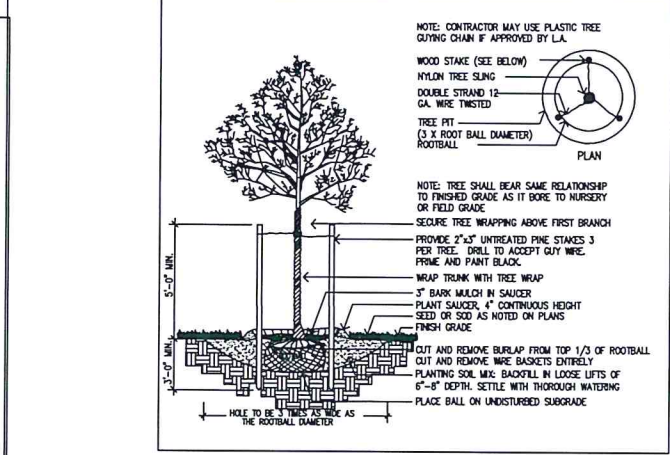 NOTE: CONTRACTOR MAY USE PLASTIC TREE
GUYING CHAIN IF APPROVED BY L.A.
WOOD STAKE (SEE BELOW)
NYLON TREE SLING
DOUBLE STRAND 12
GA. WIRE TWISTED
TREE PIT
(3 X ROOT BALL DIAMETER)
ROOTBALL
PLAN
NOTE: TREE SHALL BEAR SAME RELATIONSHIP
TO FINISHED GRADE AS IT BORE TO NURSERY
OR FIELD GRADE
SECURE TREE WRAPPING ABOVE FIRST BRANCH
PROVIDE 2"x3" UNTREATED PINE STAKES 3
PER TREE. DRILL TO ACCEPT GUY WIRE.
PRIME AND PAINT BLACK.
WRAP TRUNK WITH TREE WRAP
3" BARK MULCH IN SAUCER
PLANT SAUCER, 4" CONTINUOUS HEIGHT
SEED OR SOD AS NOTED ON PLANS
FINISH GRADE
CUT AND REMOVE BURLAP FROM TOP 1/3 OF ROOTBALL
CUT AND REMOVE WIRE BASKETS ENTIRELY
PLANTING SOIL MIX: BACKFILL IN LOOSE LIFTS OF
6"-8" DEPTH. SETTLE WITH THOROUGH WATERING
PLACE BALL ON UNDISTURBED SUBGRADE
5'-0" MIN.
3'-0" MIN.
HOLE TO BE 3 TIMES AS WIDE AS
THE ROOTBALL DIAMETER